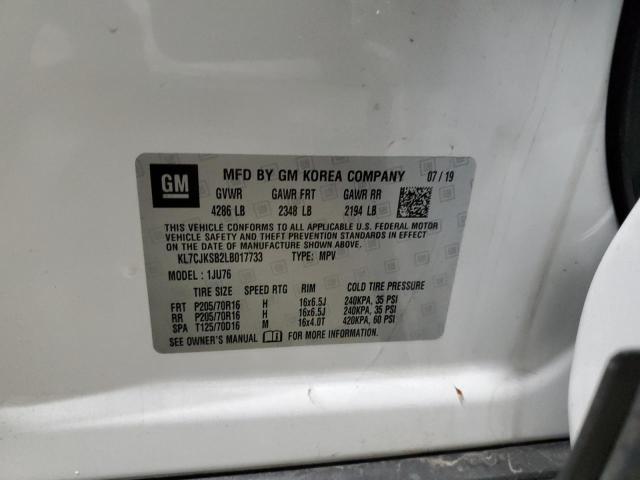 GM MFD BY GM KOREA COMPANY 07/19
GVWR GAWR FRT GAWR RR
4286 LB 2348 LB 2194 LB
THIS VEHICLE CONFORMS TO ALL APPLICABLE U.S. FEDERAL MOTOR
VEHICLE SAFETY AND THEFT PREVENTION STANDARDS IN EFFECT
ON THE DATE OF MANUFACTURE SHOWN ABOVE.
KL7CJKSB2LB017733 TYPE: MPV
MODEL: 1JU76
TIRE SIZE SPEED RTG RIM COLD TIRE PRESSURE
FRT P205/70R16 H 16x6.5J 240KPA, 35 PSI
RR P205/70R16 H 16x6.5J 240KPA, 35 PSI
SPA T125/70D16 M 16x4.0T 420KPA, 60 PSI
SEE OWNER'S MANUAL FOR MORE INFORMATION.